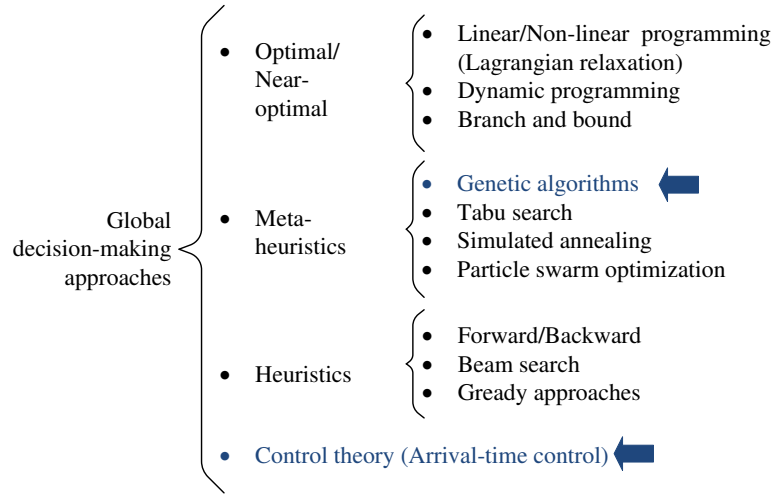 Global
decision-making
approaches
• Optimal/
Near-
optimal
• Linear/Non-linear programming
(Lagrangian relaxation)
• Dynamic programming
• Branch and bound
• Meta-
heuristics
• Genetic algorithms
• Tabu search
• Simulated annealing
• Particle swarm optimization
• Heuristics
• Forward/Backward
• Beam search
• Gready approaches
• Control theory (Arrival-time control)